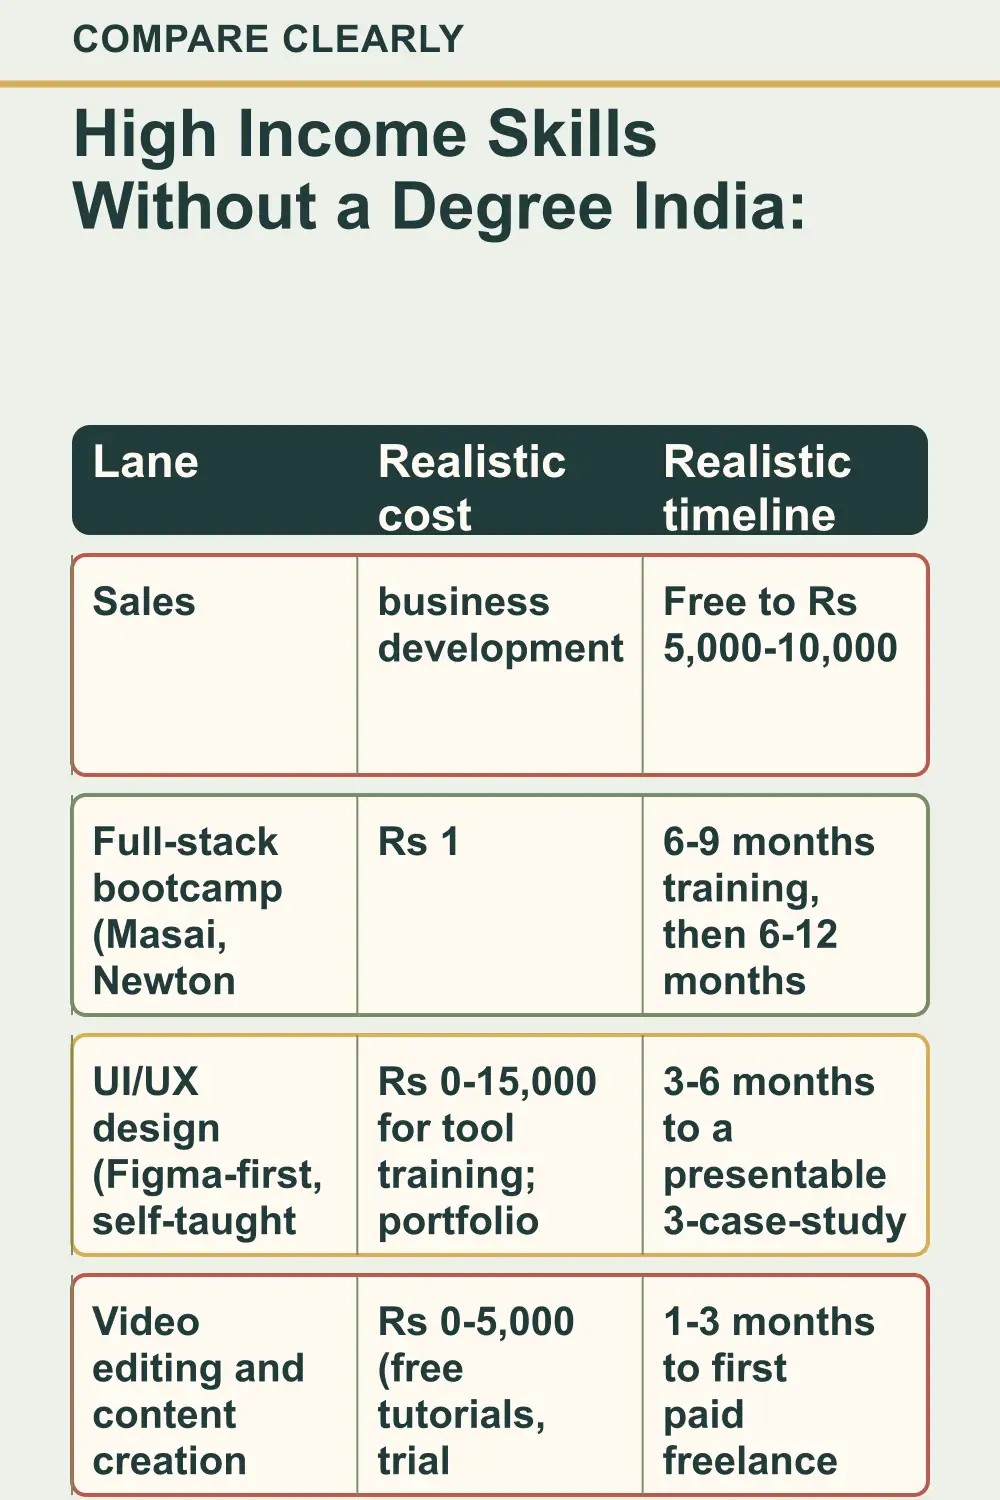 COMPARE CLEARLY
High Income Skills
Without a Degree India:
Lane
Realistic
cost
Realistic
timeline
Sales
business
development
Free to Rs
5,000-10,000
Full-stack
bootcamp
(Masai,
Newton
Rs 1
6-9 months
training,
then 6-12
months
UI/UX
design
(Figma-first,
self-taught
Rs 0-15,000
for tool
training;
portfolio
3-6 months
to a
presentable
3-case-study
Video
editing and
content
creation
Rs 0-5,000
(free
tutorials,
trial
1-3 months
to first
paid
freelance